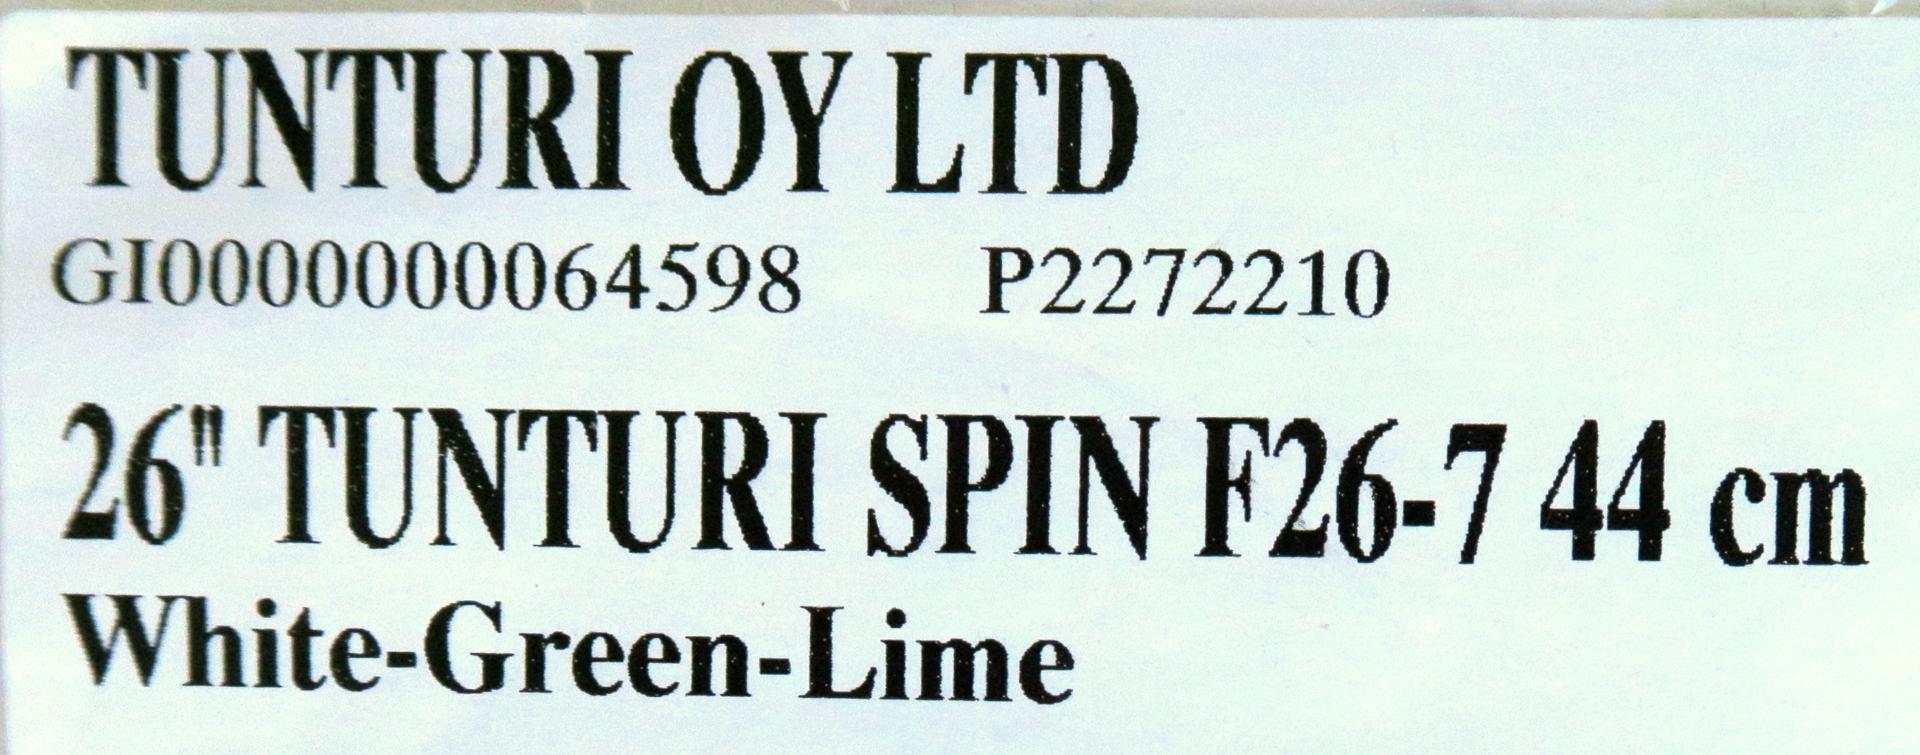 TUNTURI OY LTD
GI0000000064598 P2272210
26" TUNTURI SPIN F26-7 44 cm
White-Green-Lime